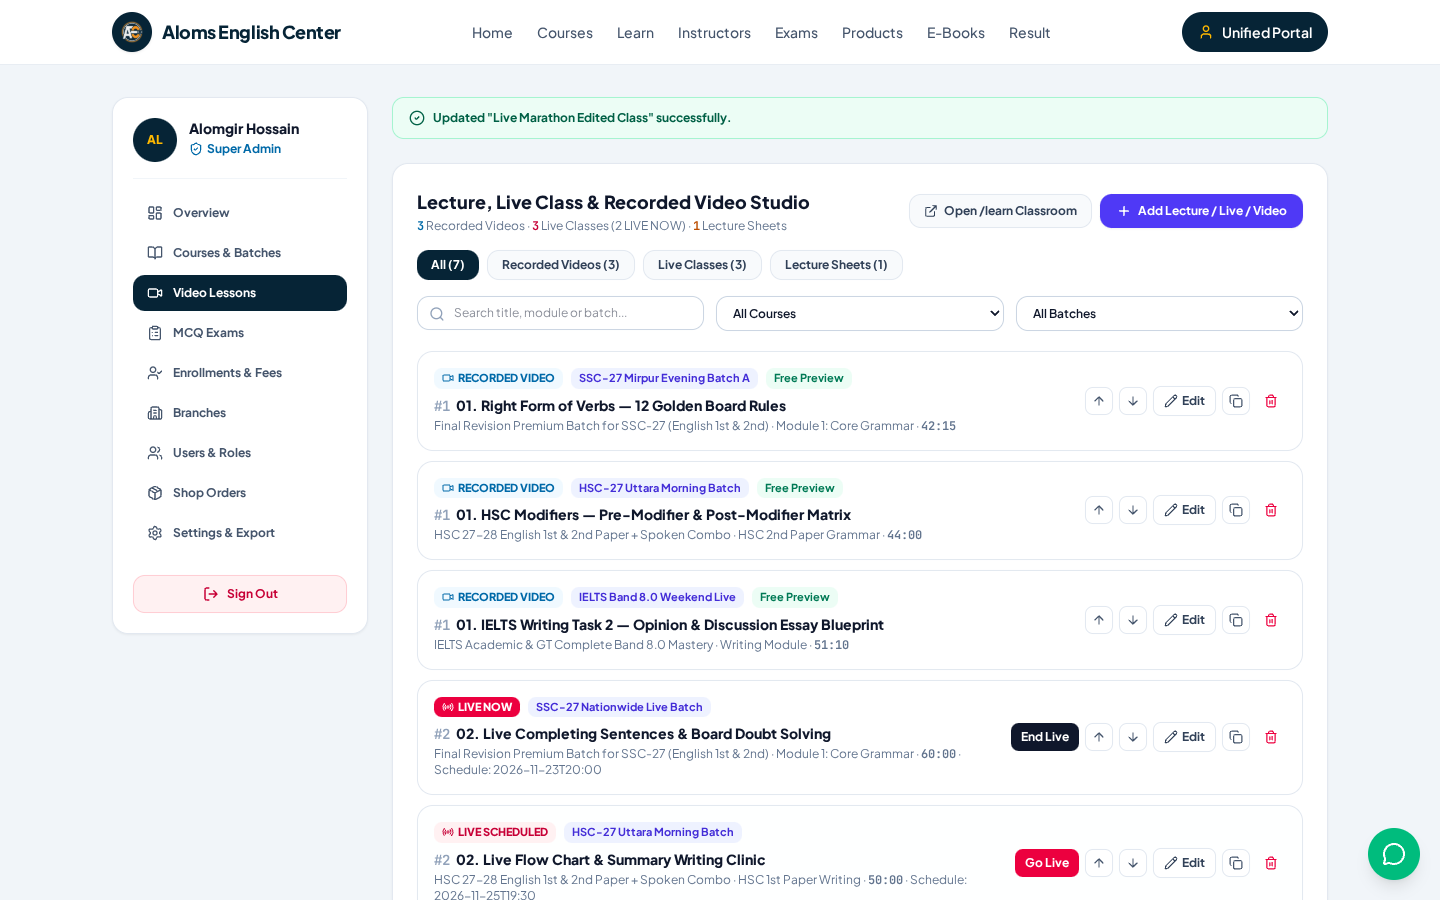 Aloms English Center
Home Courses Learn Instructors Exams Products E-Books Result
Unified Portal
AL
Alomgir Hossain
Super Admin
Overview
Courses & Batches
Video Lessons
MCQ Exams
Enrollments & Fees
Branches
Users & Roles
Shop Orders
Settings & Export
Sign Out
Updated "Live Marathon Edited Class" successfully.
Lecture, Live Class & Recorded Video Studio
3 Recorded Videos · 3 Live Classes (2 LIVE NOW) · 1 Lecture Sheets
Open /learn Classroom
Add Lecture / Live / Video
All (7) Recorded Videos (3) Live Classes (3) Lecture Sheets (1)
Search title, module or batch...
All Courses
All Batches
RECORDED VIDEO SSC-27 Mirpur Evening Batch A Free Preview
#1 01. Right Form of Verbs — 12 Golden Board Rules
Final Revision Premium Batch for SSC-27 (English 1st & 2nd) · Module 1: Core Grammar · 42:15
Edit
RECORDED VIDEO HSC-27 Uttara Morning Batch Free Preview
#1 01. HSC Modifiers — Pre-Modifier & Post-Modifier Matrix
HSC 27-28 English 1st & 2nd Paper + Spoken Combo · HSC 2nd Paper Grammar · 44:00
Edit
RECORDED VIDEO IELTS Band 8.0 Weekend Live Free Preview
#1 01. IELTS Writing Task 2 — Opinion & Discussion Essay Blueprint
IELTS Academic & GT Complete Band 8.0 Mastery · Writing Module · 51:10
Edit
LIVE NOW SSC-27 Nationwide Live Batch
#2 02. Live Completing Sentences & Board Doubt Solving
Final Revision Premium Batch for SSC-27 (English 1st & 2nd) · Module 1: Core Grammar · 60:00 ·
Schedule: 2026-11-23T20:00
End Live
Edit
LIVE SCHEDULED HSC-27 Uttara Morning Batch
#2 02. Live Flow Chart & Summary Writing Clinic
HSC 27-28 English 1st & 2nd Paper + Spoken Combo · HSC 1st Paper Writing · 50:00 · Schedule:
2026-11-25T19:30
Go Live
Edit